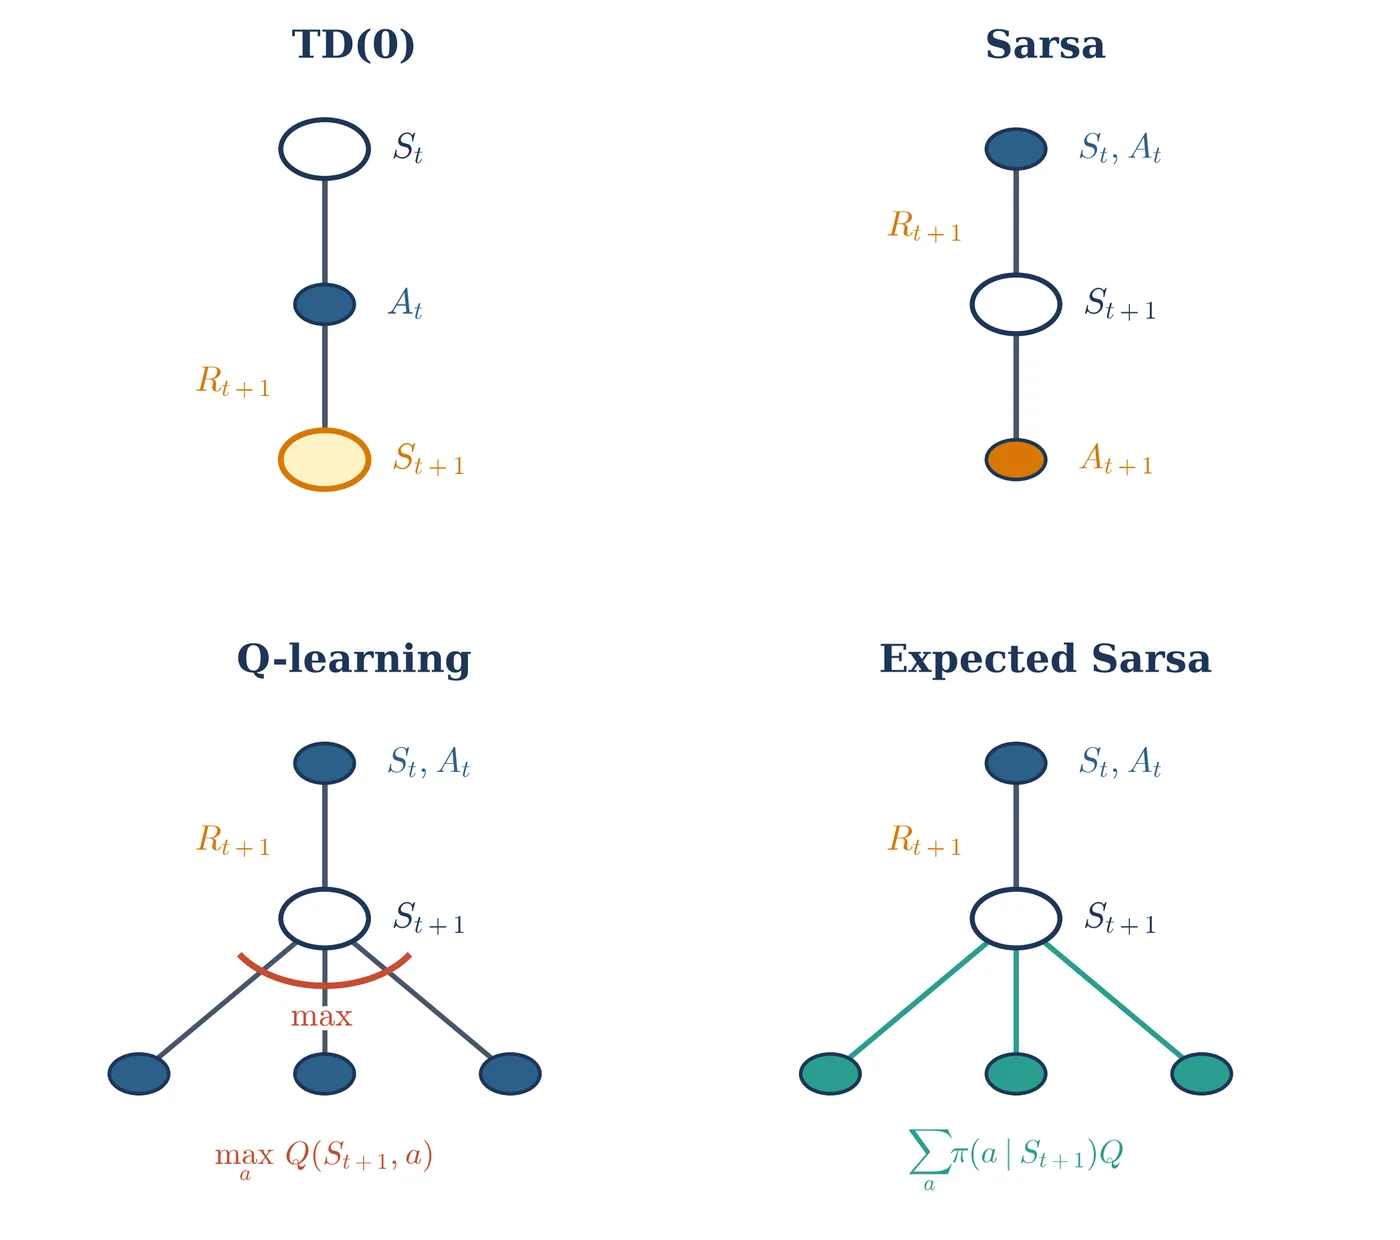 TD(0)
S_t
A_t
R_{t+1}
S_{t+1}
Sarsa
S_t, A_t
R_{t+1}
S_{t+1}
A_{t+1}
Q-learning
S_t, A_t
R_{t+1}
S_{t+1}
max
max_a Q(S_{t+1}, a)
Expected Sarsa
S_t, A_t
R_{t+1}
S_{t+1}
∑_a π(a | S_{t+1})Q